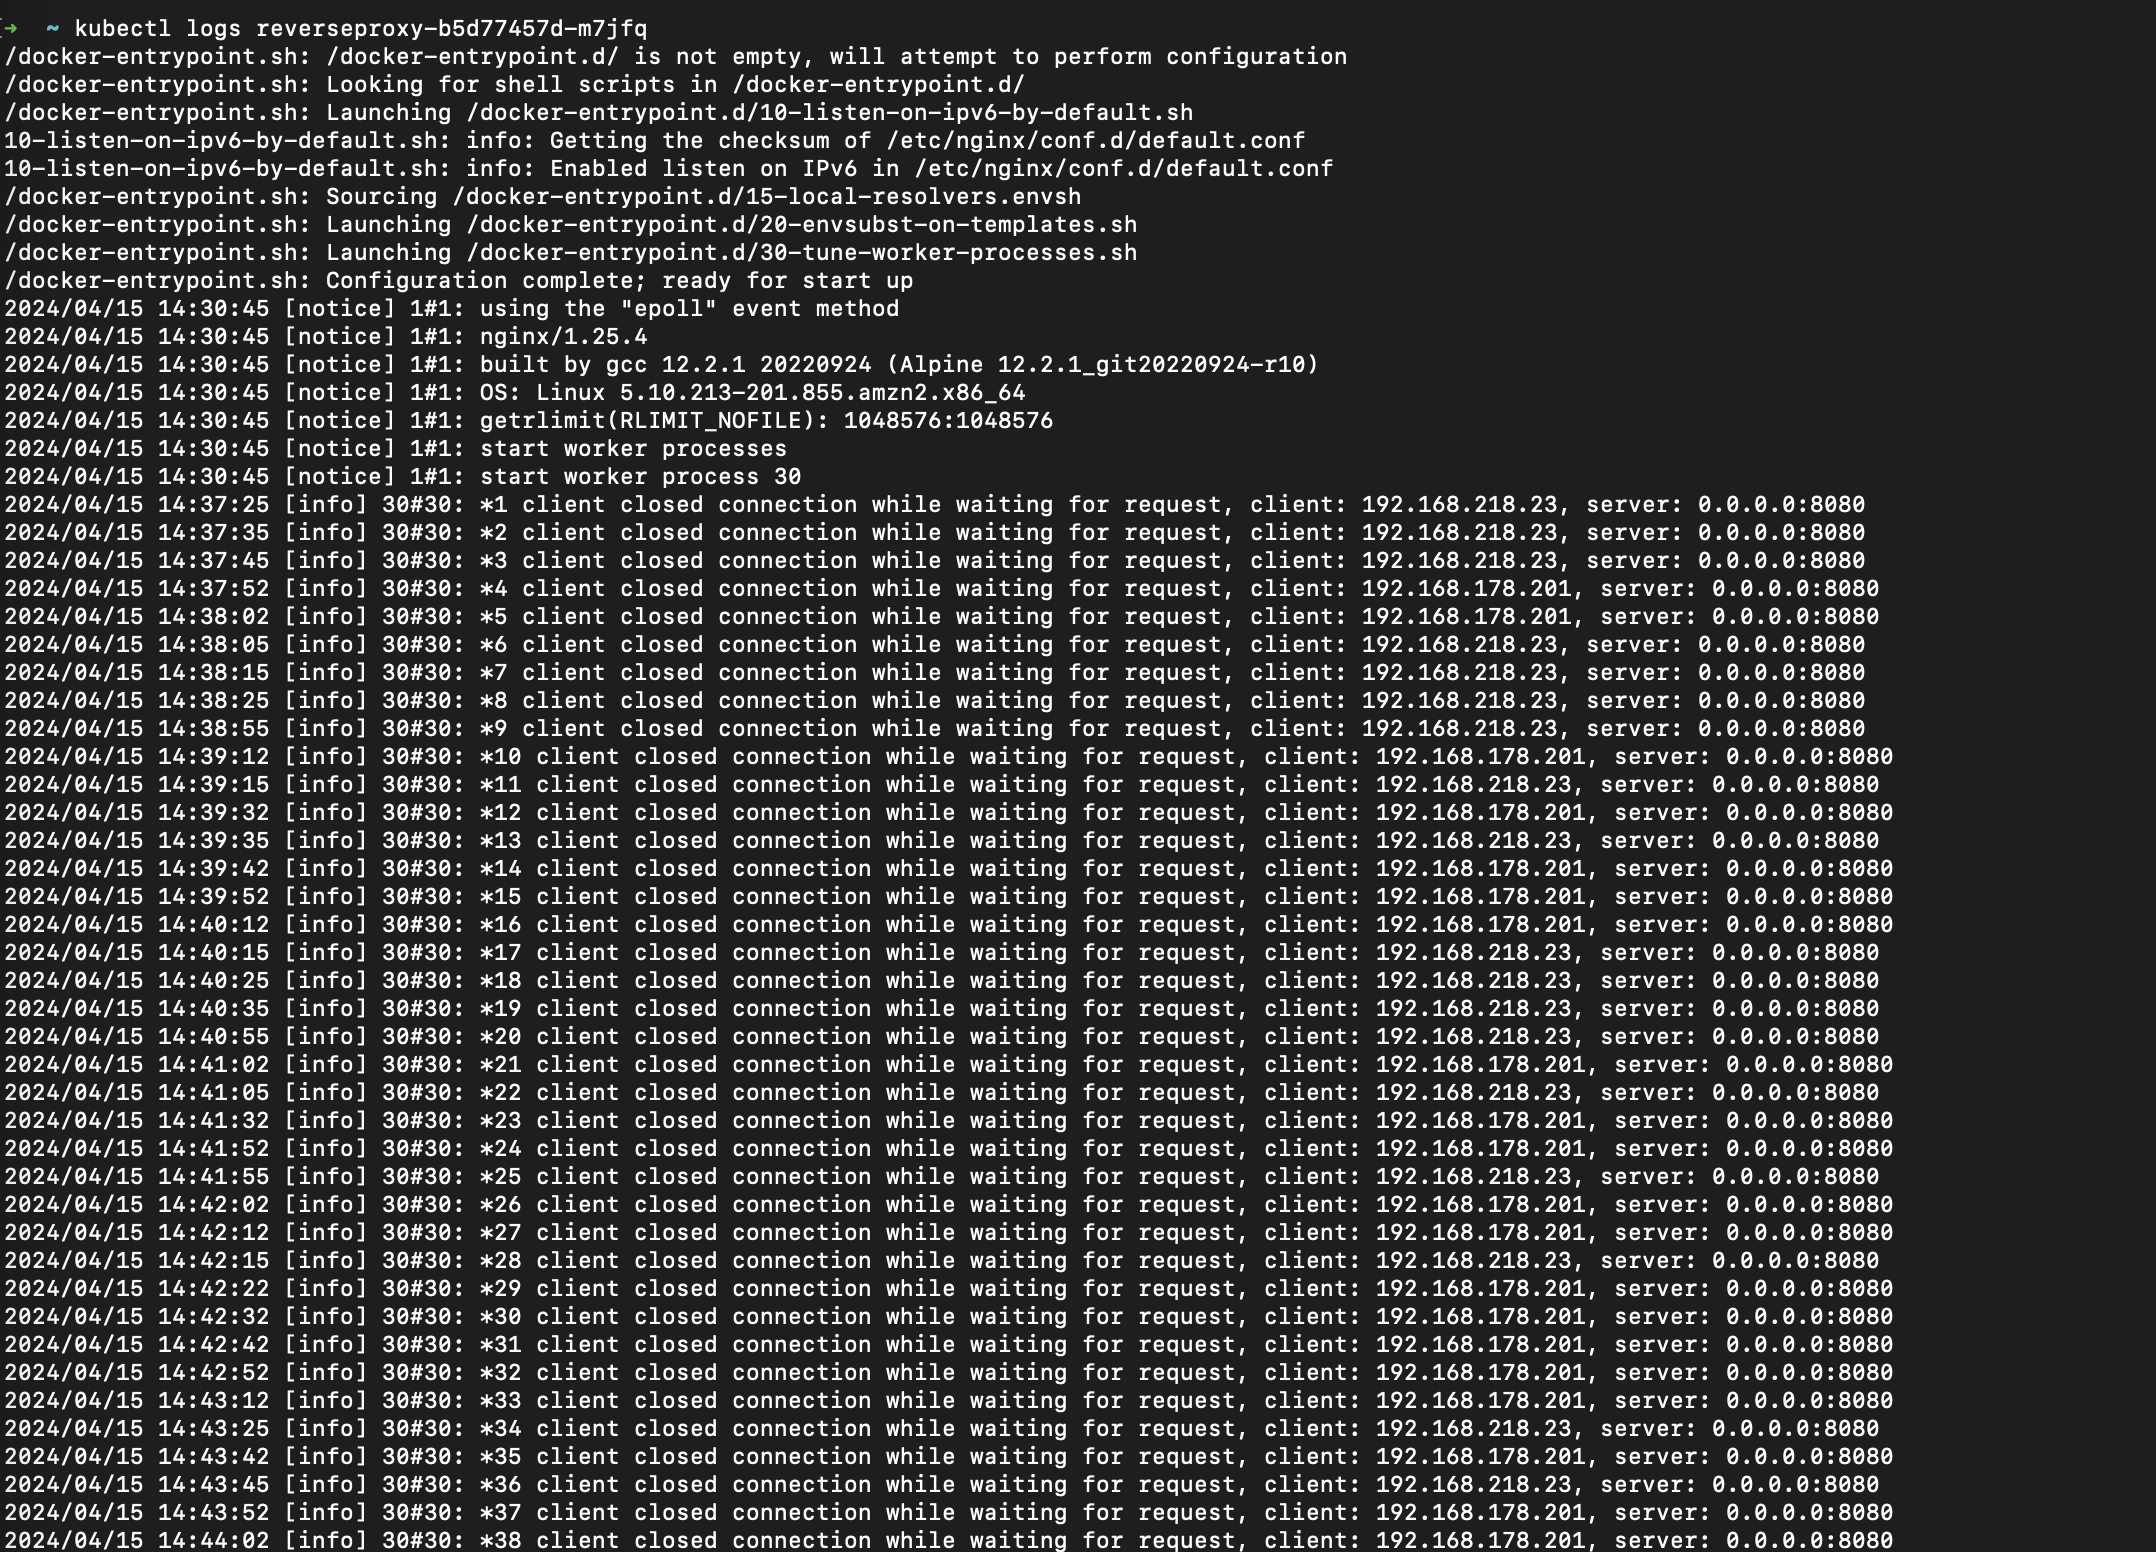 ➜  ~ kubectl logs reverseproxy-b5d77457d-m7jfq
/docker-entrypoint.sh: /docker-entrypoint.d/ is not empty, will attempt to perform configuration
/docker-entrypoint.sh: Looking for shell scripts in /docker-entrypoint.d/
/docker-entrypoint.sh: Launching /docker-entrypoint.d/10-listen-on-ipv6-by-default.sh
10-listen-on-ipv6-by-default.sh: info: Getting the checksum of /etc/nginx/conf.d/default.conf
10-listen-on-ipv6-by-default.sh: info: Enabled listen on IPv6 in /etc/nginx/conf.d/default.conf
/docker-entrypoint.sh: Sourcing /docker-entrypoint.d/15-local-resolvers.envsh
/docker-entrypoint.sh: Launching /docker-entrypoint.d/20-envsubst-on-templates.sh
/docker-entrypoint.sh: Launching /docker-entrypoint.d/30-tune-worker-processes.sh
/docker-entrypoint.sh: Configuration complete; ready for start up
2024/04/15 14:30:45 [notice] 1#1: using the "epoll" event method
2024/04/15 14:30:45 [notice] 1#1: nginx/1.25.4
2024/04/15 14:30:45 [notice] 1#1: built by gcc 12.2.1 20220924 (Alpine 12.2.1_git20220924-r10)
2024/04/15 14:30:45 [notice] 1#1: OS: Linux 5.10.213-201.855.amzn2.x86_64
2024/04/15 14:30:45 [notice] 1#1: getrlimit(RLIMIT_NOFILE): 1048576:1048576
2024/04/15 14:30:45 [notice] 1#1: start worker processes
2024/04/15 14:30:45 [notice] 1#1: start worker process 30
2024/04/15 14:37:25 [info] 30#30: *1 client closed connection while waiting for request, client: 192.168.218.23, server: 0.0.0.0:8080
2024/04/15 14:37:35 [info] 30#30: *2 client closed connection while waiting for request, client: 192.168.218.23, server: 0.0.0.0:8080
2024/04/15 14:37:45 [info] 30#30: *3 client closed connection while waiting for request, client: 192.168.218.23, server: 0.0.0.0:8080
2024/04/15 14:37:52 [info] 30#30: *4 client closed connection while waiting for request, client: 192.168.178.201, server: 0.0.0.0:8080
2024/04/15 14:38:02 [info] 30#30: *5 client closed connection while waiting for request, client: 192.168.178.201, server: 0.0.0.0:8080
2024/04/15 14:38:05 [info] 30#30: *6 client closed connection while waiting for request, client: 192.168.218.23, server: 0.0.0.0:8080
2024/04/15 14:38:15 [info] 30#30: *7 client closed connection while waiting for request, client: 192.168.218.23, server: 0.0.0.0:8080
2024/04/15 14:38:25 [info] 30#30: *8 client closed connection while waiting for request, client: 192.168.218.23, server: 0.0.0.0:8080
2024/04/15 14:38:55 [info] 30#30: *9 client closed connection while waiting for request, client: 192.168.218.23, server: 0.0.0.0:8080
2024/04/15 14:39:12 [info] 30#30: *10 client closed connection while waiting for request, client: 192.168.178.201, server: 0.0.0.0:8080
2024/04/15 14:39:15 [info] 30#30: *11 client closed connection while waiting for request, client: 192.168.218.23, server: 0.0.0.0:8080
2024/04/15 14:39:32 [info] 30#30: *12 client closed connection while waiting for request, client: 192.168.178.201, server: 0.0.0.0:8080
2024/04/15 14:39:35 [info] 30#30: *13 client closed connection while waiting for request, client: 192.168.218.23, server: 0.0.0.0:8080
2024/04/15 14:39:42 [info] 30#30: *14 client closed connection while waiting for request, client: 192.168.178.201, server: 0.0.0.0:8080
2024/04/15 14:39:52 [info] 30#30: *15 client closed connection while waiting for request, client: 192.168.178.201, server: 0.0.0.0:8080
2024/04/15 14:40:12 [info] 30#30: *16 client closed connection while waiting for request, client: 192.168.178.201, server: 0.0.0.0:8080
2024/04/15 14:40:15 [info] 30#30: *17 client closed connection while waiting for request, client: 192.168.218.23, server: 0.0.0.0:8080
2024/04/15 14:40:25 [info] 30#30: *18 client closed connection while waiting for request, client: 192.168.218.23, server: 0.0.0.0:8080
2024/04/15 14:40:35 [info] 30#30: *19 client closed connection while waiting for request, client: 192.168.218.23, server: 0.0.0.0:8080
2024/04/15 14:40:55 [info] 30#30: *20 client closed connection while waiting for request, client: 192.168.218.23, server: 0.0.0.0:8080
2024/04/15 14:41:02 [info] 30#30: *21 client closed connection while waiting for request, client: 192.168.178.201, server: 0.0.0.0:8080
2024/04/15 14:41:05 [info] 30#30: *22 client closed connection while waiting for request, client: 192.168.218.23, server: 0.0.0.0:8080
2024/04/15 14:41:32 [info] 30#30: *23 client closed connection while waiting for request, client: 192.168.178.201, server: 0.0.0.0:8080
2024/04/15 14:41:52 [info] 30#30: *24 client closed connection while waiting for request, client: 192.168.178.201, server: 0.0.0.0:8080
2024/04/15 14:41:55 [info] 30#30: *25 client closed connection while waiting for request, client: 192.168.218.23, server: 0.0.0.0:8080
2024/04/15 14:42:02 [info] 30#30: *26 client closed connection while waiting for request, client: 192.168.178.201, server: 0.0.0.0:8080
2024/04/15 14:42:12 [info] 30#30: *27 client closed connection while waiting for request, client: 192.168.178.201, server: 0.0.0.0:8080
2024/04/15 14:42:15 [info] 30#30: *28 client closed connection while waiting for request, client: 192.168.218.23, server: 0.0.0.0:8080
2024/04/15 14:42:22 [info] 30#30: *29 client closed connection while waiting for request, client: 192.168.178.201, server: 0.0.0.0:8080
2024/04/15 14:42:32 [info] 30#30: *30 client closed connection while waiting for request, client: 192.168.178.201, server: 0.0.0.0:8080
2024/04/15 14:42:42 [info] 30#30: *31 client closed connection while waiting for request, client: 192.168.178.201, server: 0.0.0.0:8080
2024/04/15 14:42:52 [info] 30#30: *32 client closed connection while waiting for request, client: 192.168.178.201, server: 0.0.0.0:8080
2024/04/15 14:43:12 [info] 30#30: *33 client closed connection while waiting for request, client: 192.168.178.201, server: 0.0.0.0:8080
2024/04/15 14:43:25 [info] 30#30: *34 client closed connection while waiting for request, client: 192.168.218.23, server: 0.0.0.0:8080
2024/04/15 14:43:42 [info] 30#30: *35 client closed connection while waiting for request, client: 192.168.178.201, server: 0.0.0.0:8080
2024/04/15 14:43:45 [info] 30#30: *36 client closed connection while waiting for request, client: 192.168.218.23, server: 0.0.0.0:8080
2024/04/15 14:43:52 [info] 30#30: *37 client closed connection while waiting for request, client: 192.168.178.201, server: 0.0.0.0:8080
2024/04/15 14:44:02 [info] 30#30: *38 client closed connection while waiting for request, client: 192.168.178.201, server: 0.0.0.0:8080